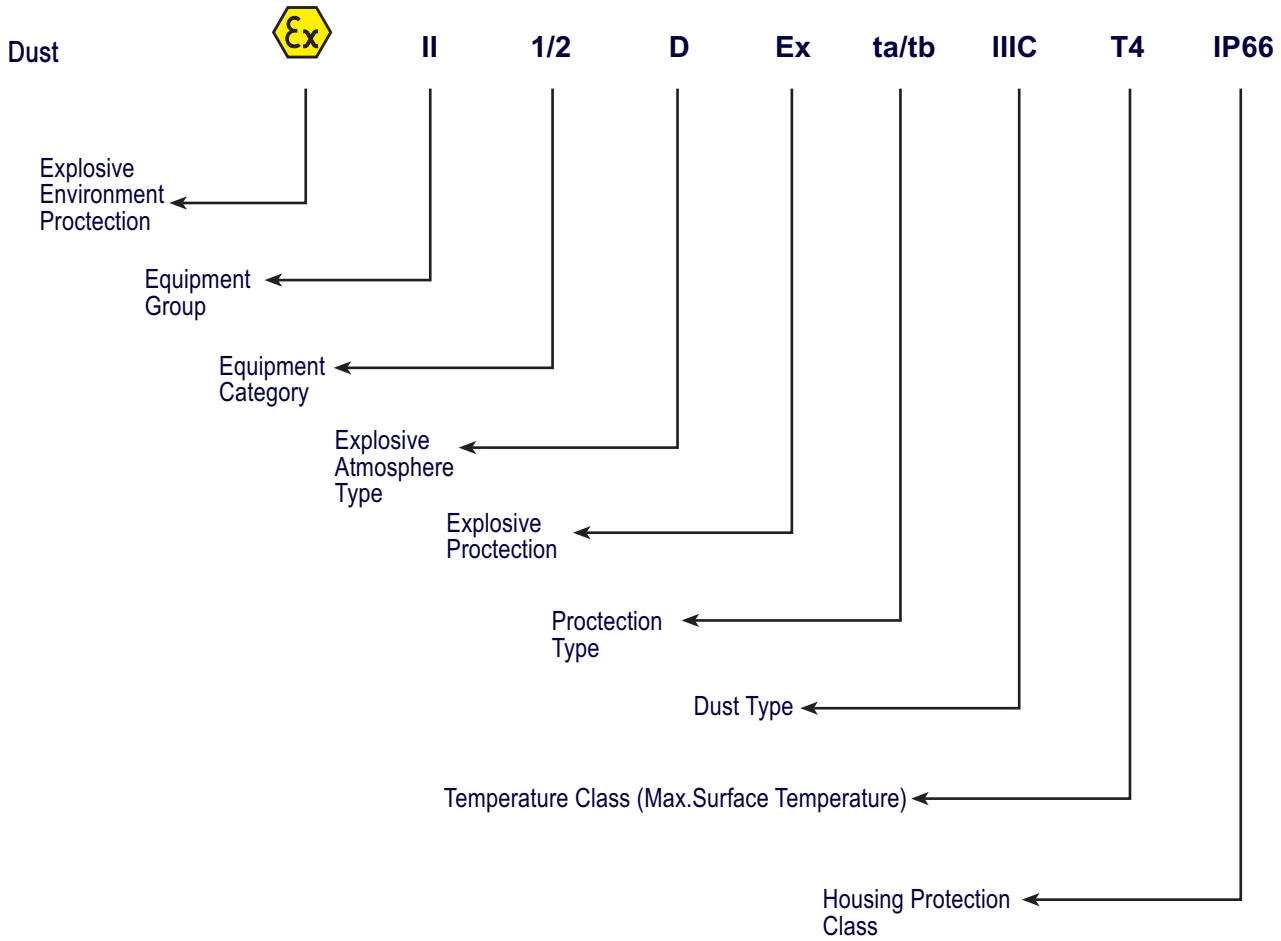 Dust Ex II 1/2 D Ex ta/tb IIIC T4 IP66
Explosive
Environment
Proctection
Equipment
Group
Equipment
Category
Explosive
Atmosphere
Type
Explosive
Proctection
Proctection
Type
Dust Type
Temperature Class (Max.Surface Temperature)
Housing Protection
Class